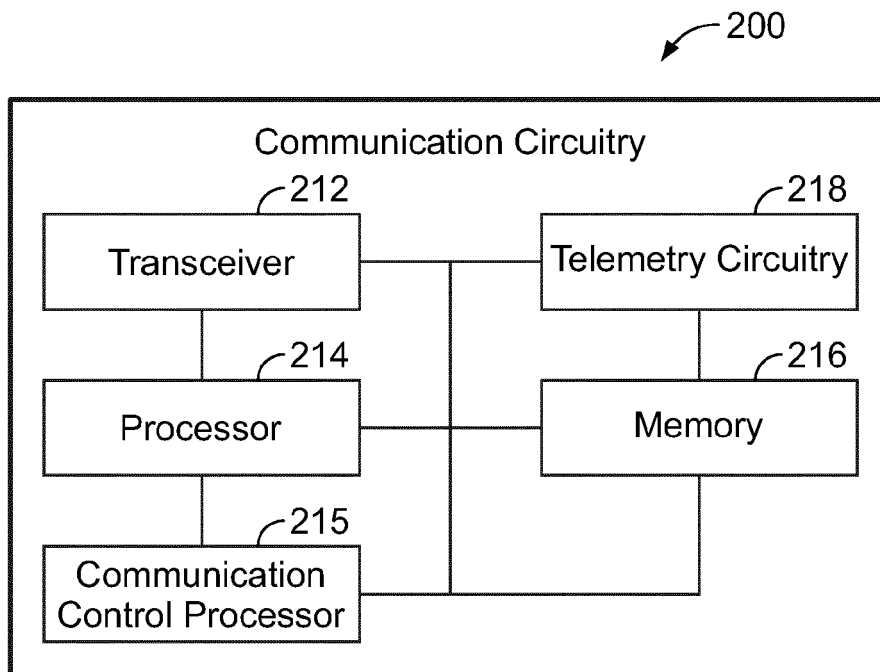 200
Communication Circuitry
212
Transceiver
218
Telemetry Circuitry
214
Processor
216
Memory
215
Communication
Control Processor